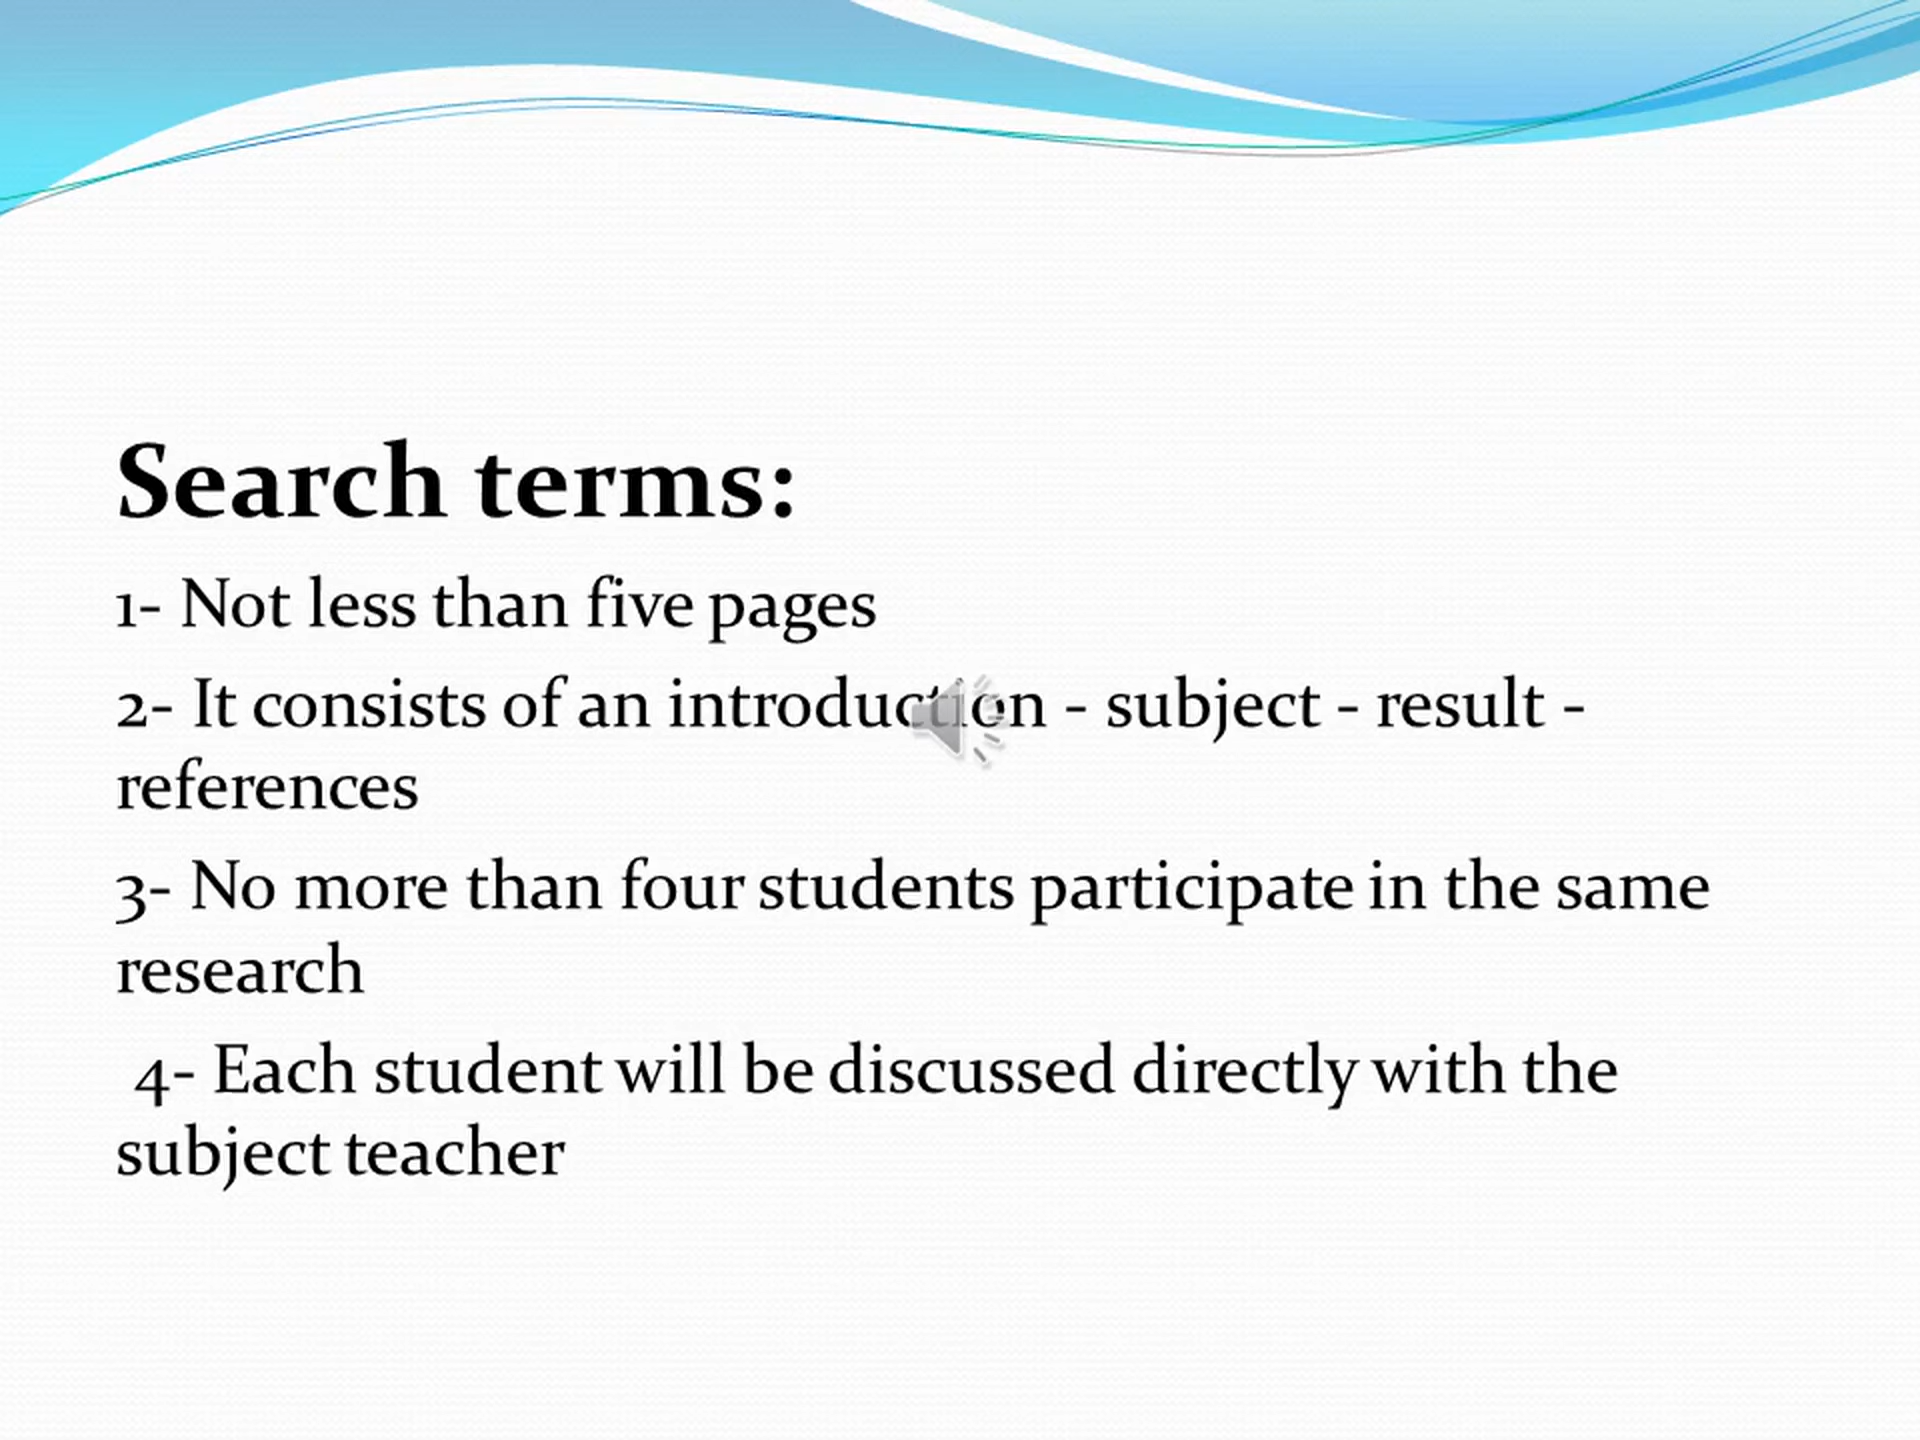 Search terms:
1- Not less than five pages
2- It consists of an introduction - subject - result -
references
3- No more than four students participate in the same
research
4- Each student will be discussed directly with the
subject teacher